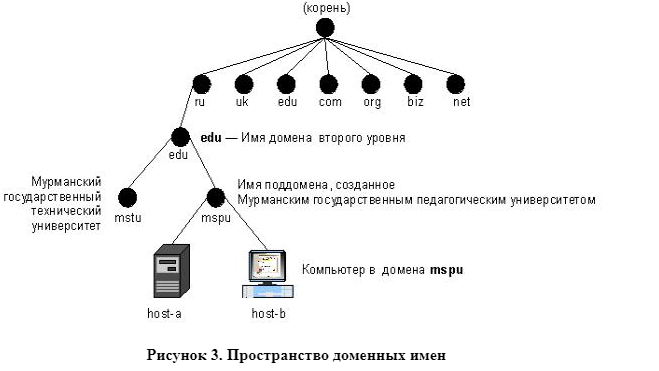 (корень)
ru uk edu com org biz net
edu — Имя домена второго уровня
edu
Мурманский
государственный
технический
университет
mstu
Имя поддомена, созданное
Мурманским государственным педагогическим университетом
mspu
Компьютер в домена mspu
host-a host-b
Рисунок 3. Пространство доменных имен